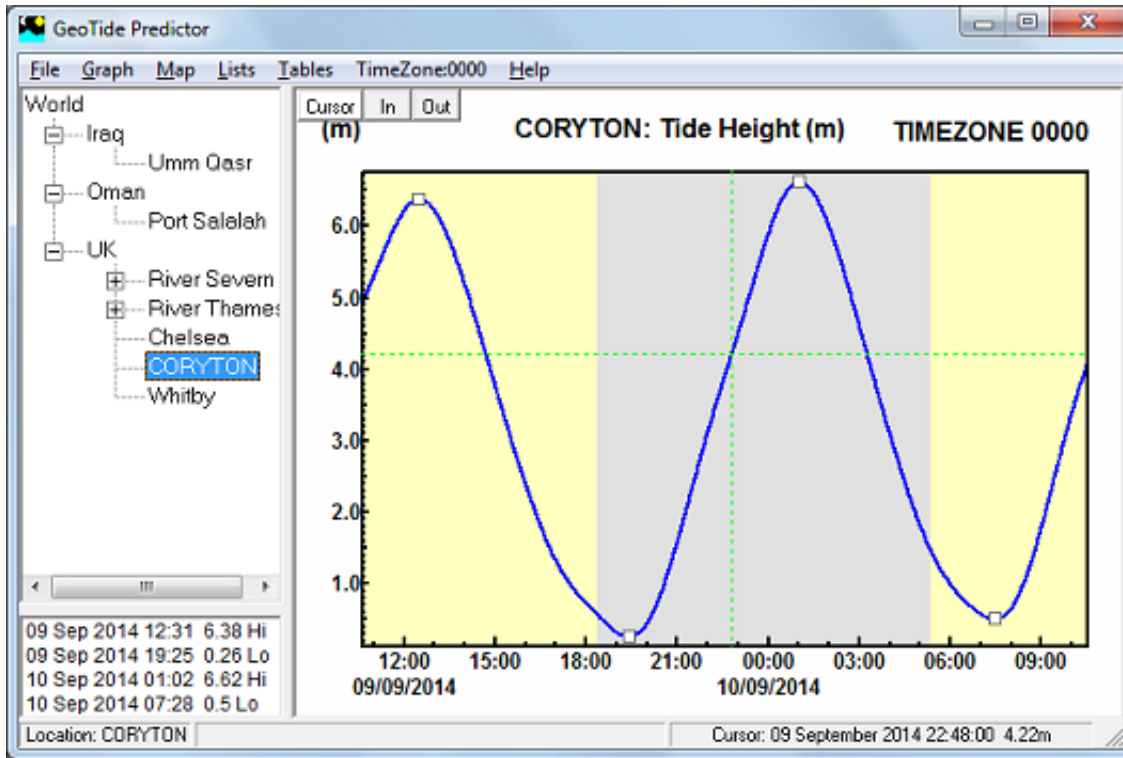 GeoTide Predictor
File Graph Map Lists Tables TimeZone:0000 Help
World
Iraq
Umm Qasr
Oman
Port Salalah
UK
River Severn
River Thames
Chelsea
CORYTON
Whitby
09 Sep 2014 12:31 6.38 Hi
09 Sep 2014 19:25 0.26 Lo
10 Sep 2014 01:02 6.62 Hi
10 Sep 2014 07:28 0.5 Lo
Cursor In Out
(m) CORYTON: Tide Height (m) TIMEZONE 0000
6.0
5.0
4.0
3.0
2.0
1.0
12:00 15:00 18:00 21:00 00:00 03:00 06:00 09:00
09/09/2014 10/09/2014
Location: CORYTON Cursor: 09 September 2014 22:48:00 4.22m